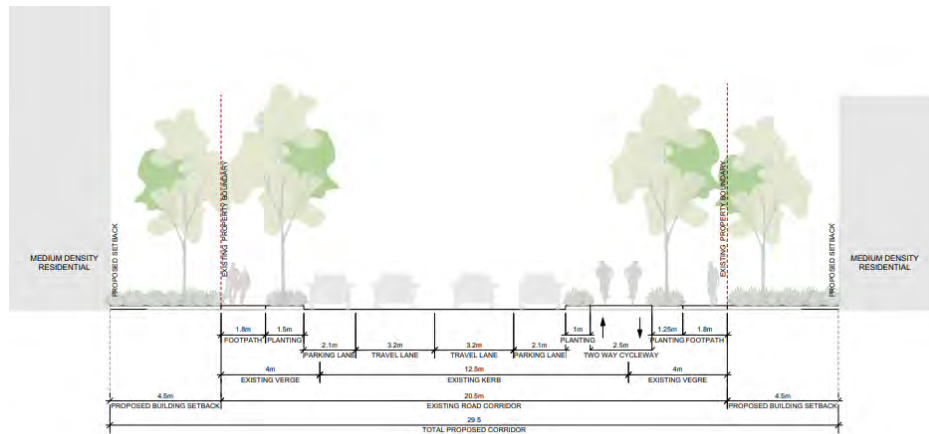 MEDIUM DENSITY
RESIDENTIAL
PROPOSED SETBACK
EXISTING PROPERTY BOUNDARY
EXISTING PROPERTY BOUNDARY
PROPOSED SETBACK
MEDIUM DENSITY
RESIDENTIAL
1.8m 1.5m 1m 1.25m 1.8m
FOOTPATH PLANTING PLANTING PLANTING FOOTPATH
2.1m 3.2m 3.2m 2.1m 2.5m
PARKING LANE TRAVEL LANE TRAVEL LANE PARKING LANE TWO WAY CYCLEWAY
4m 12.5m 4m
EXISTING VERGE EXISTING KERB EXISTING VEGRE
4.5m 20.5m 4.5m
PROPOSED BUILDING SETBACK EXISTING ROAD CORRIDOR PROPOSED BUILDING SETBACK
29.5
TOTAL PROPOSED CORRIDOR